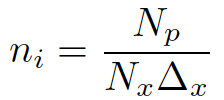 n_i = \frac{N_p}{N_x \Delta_x}